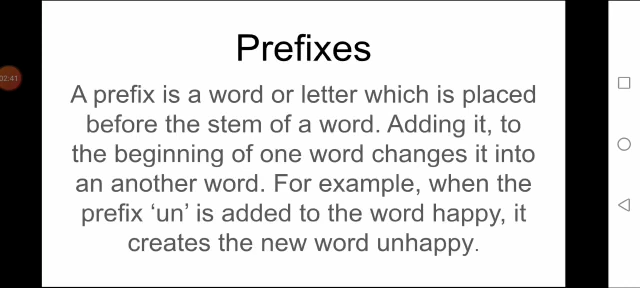 02:41
Prefixes
A prefix is a word or letter which is placed
before the stem of a word. Adding it, to
the beginning of one word changes it into
an another word. For example, when the
prefix ‘un’ is added to the word happy, it
creates the new word unhappy.